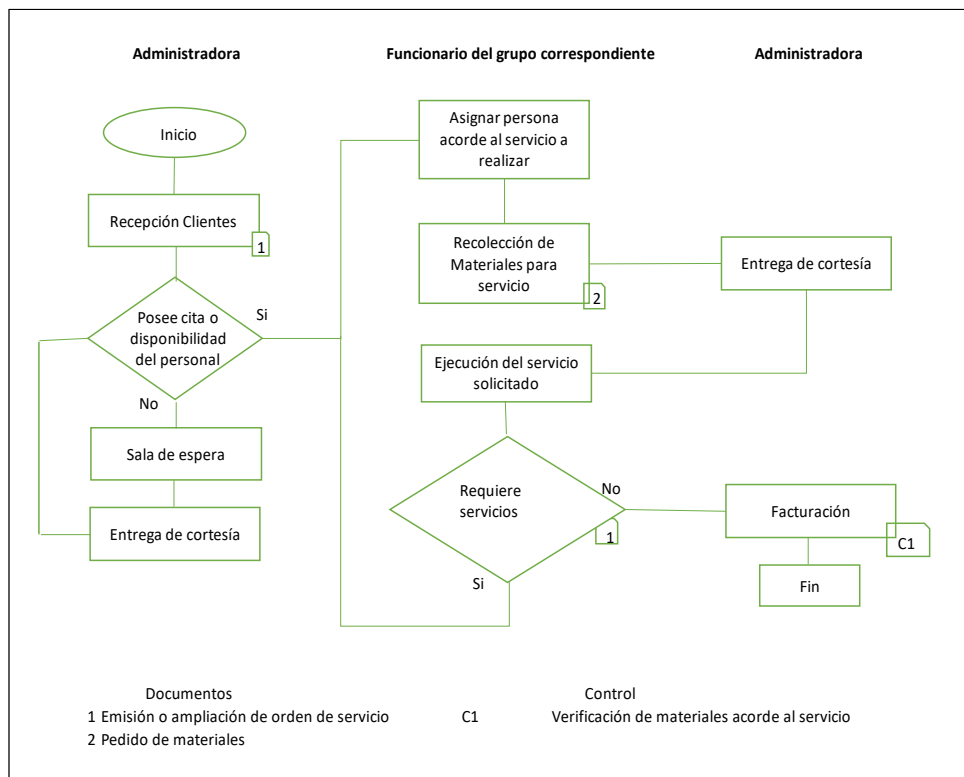 Administradora
Funcionario del grupo correspondiente
Administradora
Inicio
Recepción Clientes
1
Posee cita o
disponibilidad
del personal
Si
No
Sala de espera
Entrega de cortesía
Asignar persona
acorde al servicio a
realizar
Recolección de
Materiales para
servicio
2
Entrega de cortesía
Ejecución del servicio
solicitado
Requiere
servicios
1
No
Si
Facturación
C1
Fin
Documentos
Control
1 Emisión o ampliación de orden de servicio
C1
Verificación de materiales acorde al servicio
2 Pedido de materiales